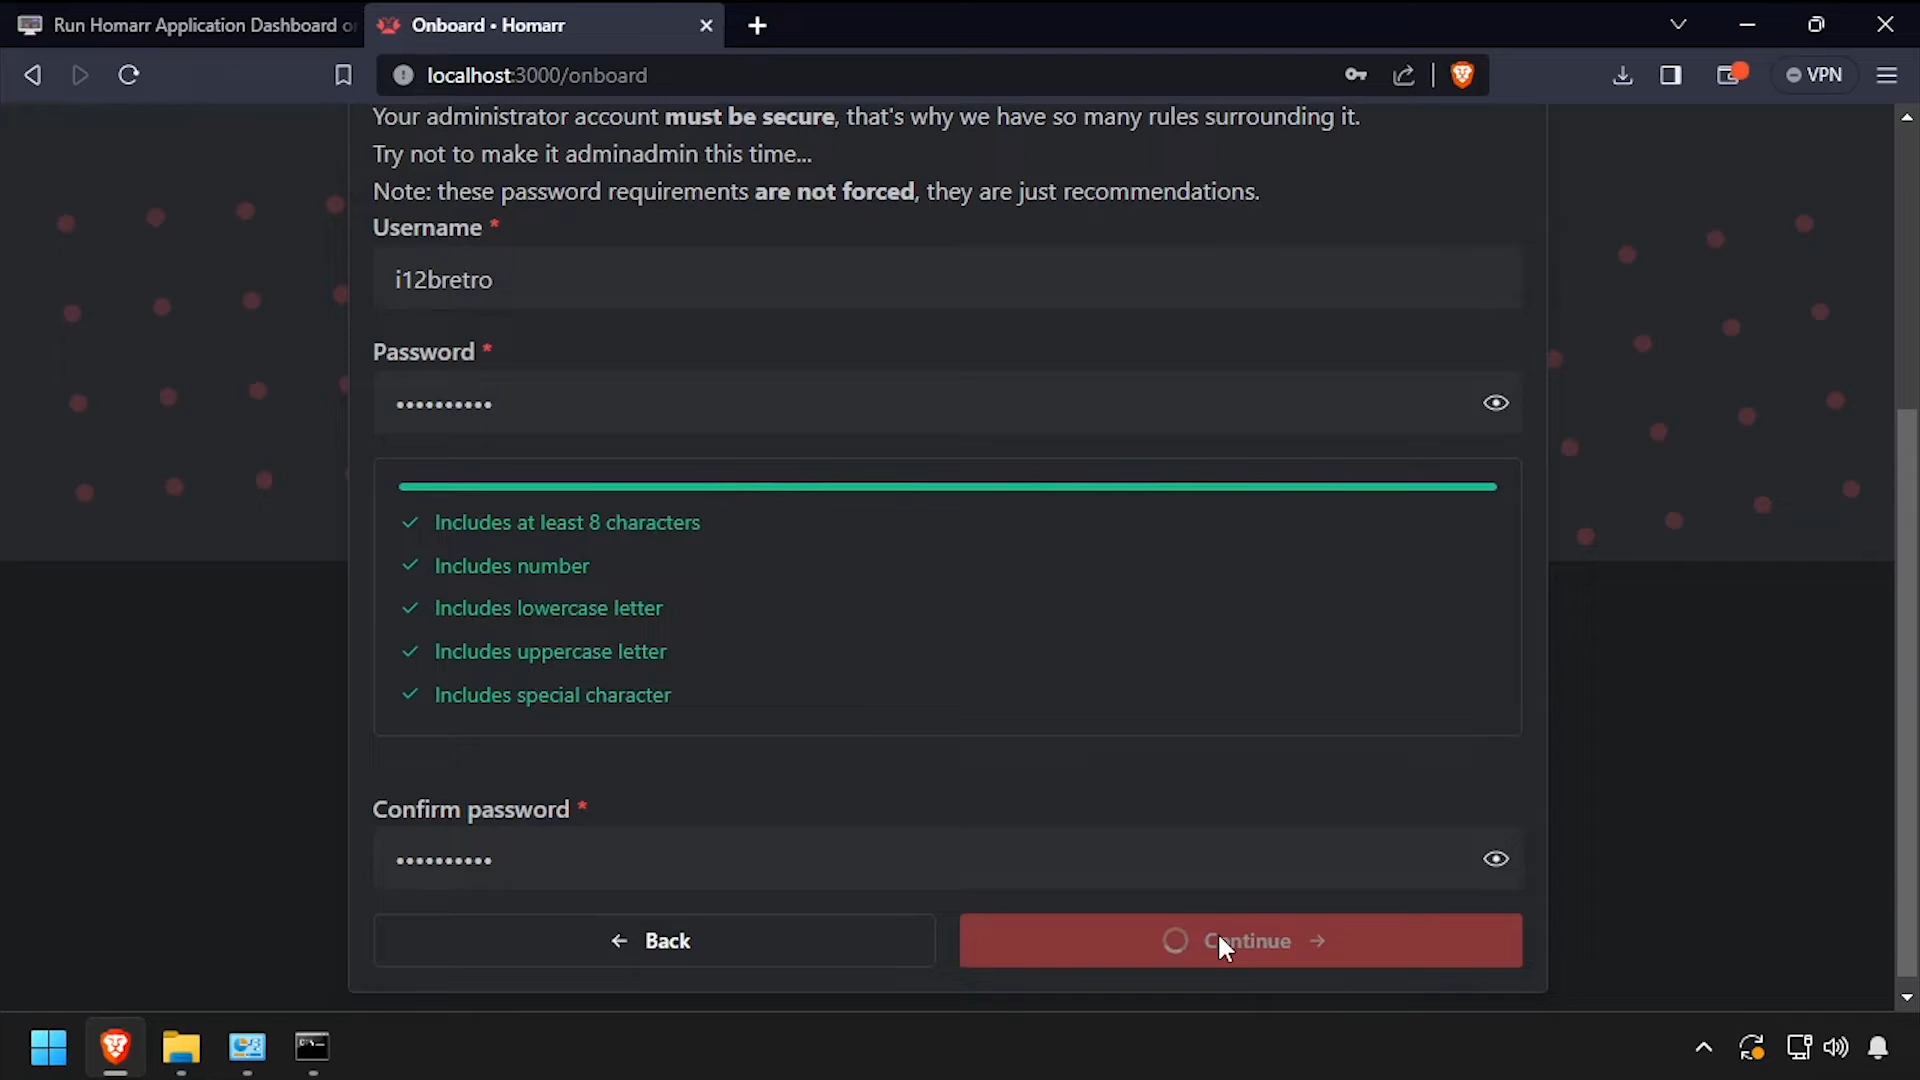 Run Homarr Application Dashboard o
Onboard • Homarr
localhost:3000/onboard
VPN
Your administrator account must be secure, that's why we have so many rules surrounding it.
Try not to make it adminadmin this time...
Note: these password requirements are not forced, they are just recommendations.
Username *
i12bretro
Password *
••••••••••
Includes at least 8 characters
Includes number
Includes lowercase letter
Includes uppercase letter
Includes special character
Confirm password *
••••••••••
Back
Continue